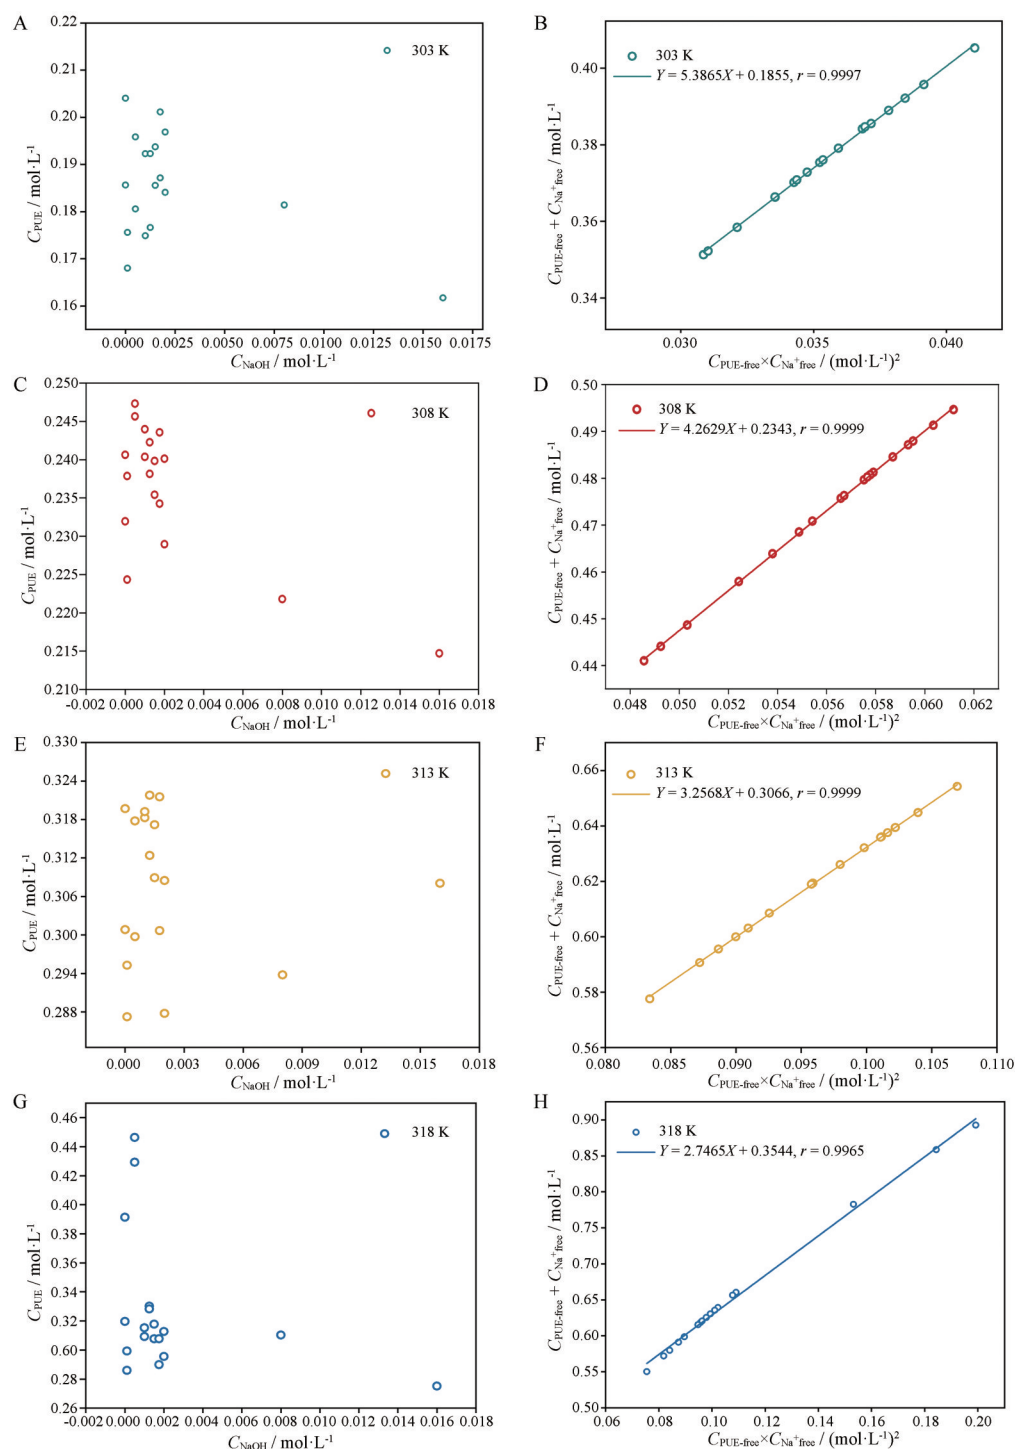 A
0.22
0.21
0.20
0.19
0.18
0.17
0.16
C_PUE / mol·L⁻¹
303 K
0.0000 0.0025 0.0050 0.0075 0.0100 0.0125 0.0150 0.0175
C_NaOH / mol·L⁻¹
B
0.40
0.38
0.36
0.34
C_PUE-free + C_Na⁺free / mol·L⁻¹
303 K
Y = 5.3865X + 0.1855, r = 0.9997
0.030 0.035 0.040
C_PUE-free×C_Na⁺free / (mol·L⁻¹)²
C
0.250
0.245
0.240
0.235
0.230
0.225
0.220
0.215
0.210
C_PUE / mol·L⁻¹
308 K
-0.002 0.000 0.002 0.004 0.006 0.008 0.010 0.012 0.014 0.016 0.018
C_NaOH / mol·L⁻¹
D
0.50
0.49
0.48
0.47
0.46
0.45
0.44
C_PUE-free + C_Na⁺free / mol·L⁻¹
308 K
Y = 4.2629X + 0.2343, r = 0.9999
0.048 0.050 0.052 0.054 0.056 0.058 0.060 0.062
C_PUE-free×C_Na⁺free / (mol·L⁻¹)²
E
0.330
0.324
0.318
0.312
0.306
0.300
0.294
0.288
C_PUE / mol·L⁻¹
313 K
0.000 0.003 0.006 0.009 0.012 0.015 0.018
C_NaOH / mol·L⁻¹
F
0.66
0.64
0.62
0.60
0.58
0.56
C_PUE-free + C_Na⁺free / mol·L⁻¹
313 K
Y = 3.2568X + 0.3066, r = 0.9999
0.080 0.085 0.090 0.095 0.100 0.105 0.110
C_PUE-free×C_Na⁺free / (mol·L⁻¹)²
G
0.46
0.44
0.42
0.40
0.38
0.36
0.34
0.32
0.60
0.28
0.26
C_PUE / mol·L⁻¹
318 K
-0.002 0.000 0.002 0.004 0.006 0.008 0.010 0.012 0.014 0.016 0.018
C_NaOH / mol·L⁻¹
H
0.90
0.85
0.80
0.75
0.70
0.65
0.60
0.55
0.50
C_PUE-free + C_Na⁺free / mol·L⁻¹
318 K
Y = 2.7465X + 0.3544, r = 0.9965
0.06 0.08 0.10 0.12 0.14 0.16 0.18 0.20
C_PUE-free×C_Na⁺free / (mol·L⁻¹)²